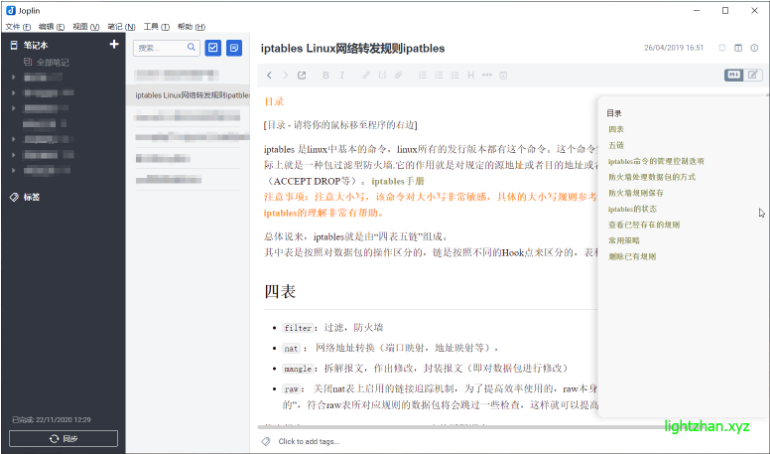 Joplin
文件 (F) 编辑 (E) 视图 (V) 笔记 (N) 工具 (T) 帮助 (H)
笔记本
全部笔记
标签
已完成: 22/11/2020 12:29
同步
搜索...
iptables Linux网络转发规则ipatbles
iptables Linux网络转发规则ipatbles
26/04/2019 16:51
目录
[目录 - 请将你的鼠标移至程序的右边]
iptables 是linux中基本的命令，linux所有的发行版本都有这个命令。这个命令
际上就是一种包过滤型防火墙.它的作用就是对规定的源地址或者目的地址或者
（ACCEPT DROP等）。iptables手册
注意事项：注意大小写，该命令对大小写非常敏感，具体的大小写规则参考
iptables的理解非常有帮助。
总体说来，iptables就是由“四表五链”组成。
其中表是按照对数据包的操作区分的，链是按照不同的Hook点来区分的，表
四表
filter：过滤，防火墙
nat： 网络地址转换（端口映射，地址映射等），
mangle：拆解报文，作出修改，封装报文（即对数据包进行修改）
raw： 关闭nat表上启用的链接追踪机制，为了提高效率使用的，raw本身
的”，符合raw表所对应规则的数据包将会跳过一些检查，这样就可以提高
目录
四表
五链
iptables命令的管理控制选项
防火墙处理数据包的方式
防火墙规则保存
iptables的状态
查看已经存在的规则
常用策略
删除已有规则
lightzhan.xyz
Click to add tags...